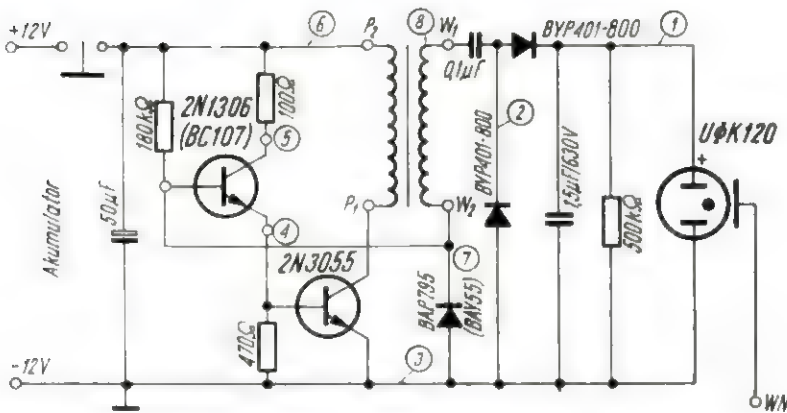 +12V
6
P₂
8
W₁
BYP401-800
1
0,1μF
180kΩ
2N1306
(BC107)
100Ω
5
2
BYP401-800
UФK120
+
Akumulator
50μF
4
P₁
W₂
1,5μF/630V
500kΩ
2N3055
7
BAP795
(BAY55)
470Ω
3
-12V
WN